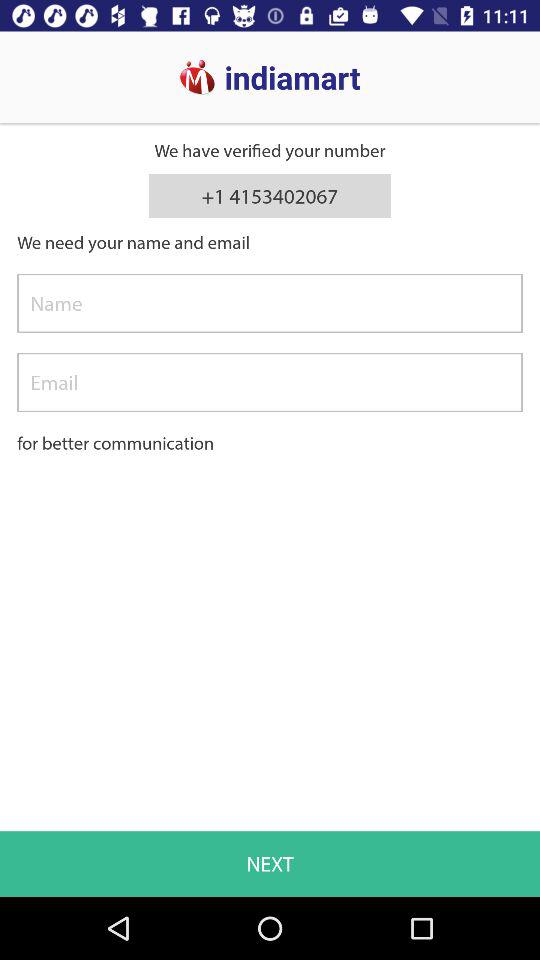 11:11
indiamart
We have verified your number
+1 4153402067
We need your name and email
Name
Email
for better communication
NEXT